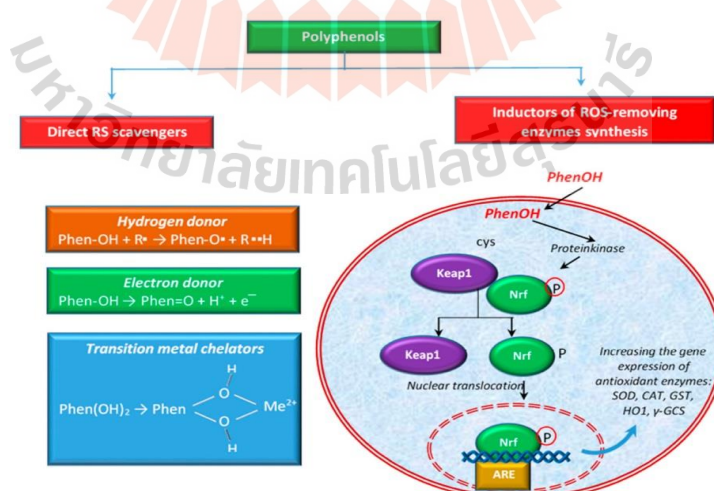 Polyphenols
มหาวิทยาลัยเทคโนโลยีสุรนารี
Direct RS scavengers
Inductors of ROS-removing
enzymes synthesis
Hydrogen donor
Phen-OH + R• → Phen-O• + R••H
Electron donor
Phen-OH → Phen=O + H⁺ + e⁻
Transition metal chelators
H
O
Phen(OH)₂ → Phen Me²⁺
O
H
PhenOH
PhenOH
Proteinkinase
cys
Keap1
Nrf
P
Keap1
Nrf
P
Nuclear translocation
Increasing the gene
expression of
antioxidant enzymes:
SOD, CAT, GST,
HO1, γ-GCS
Nrf
P
ARE